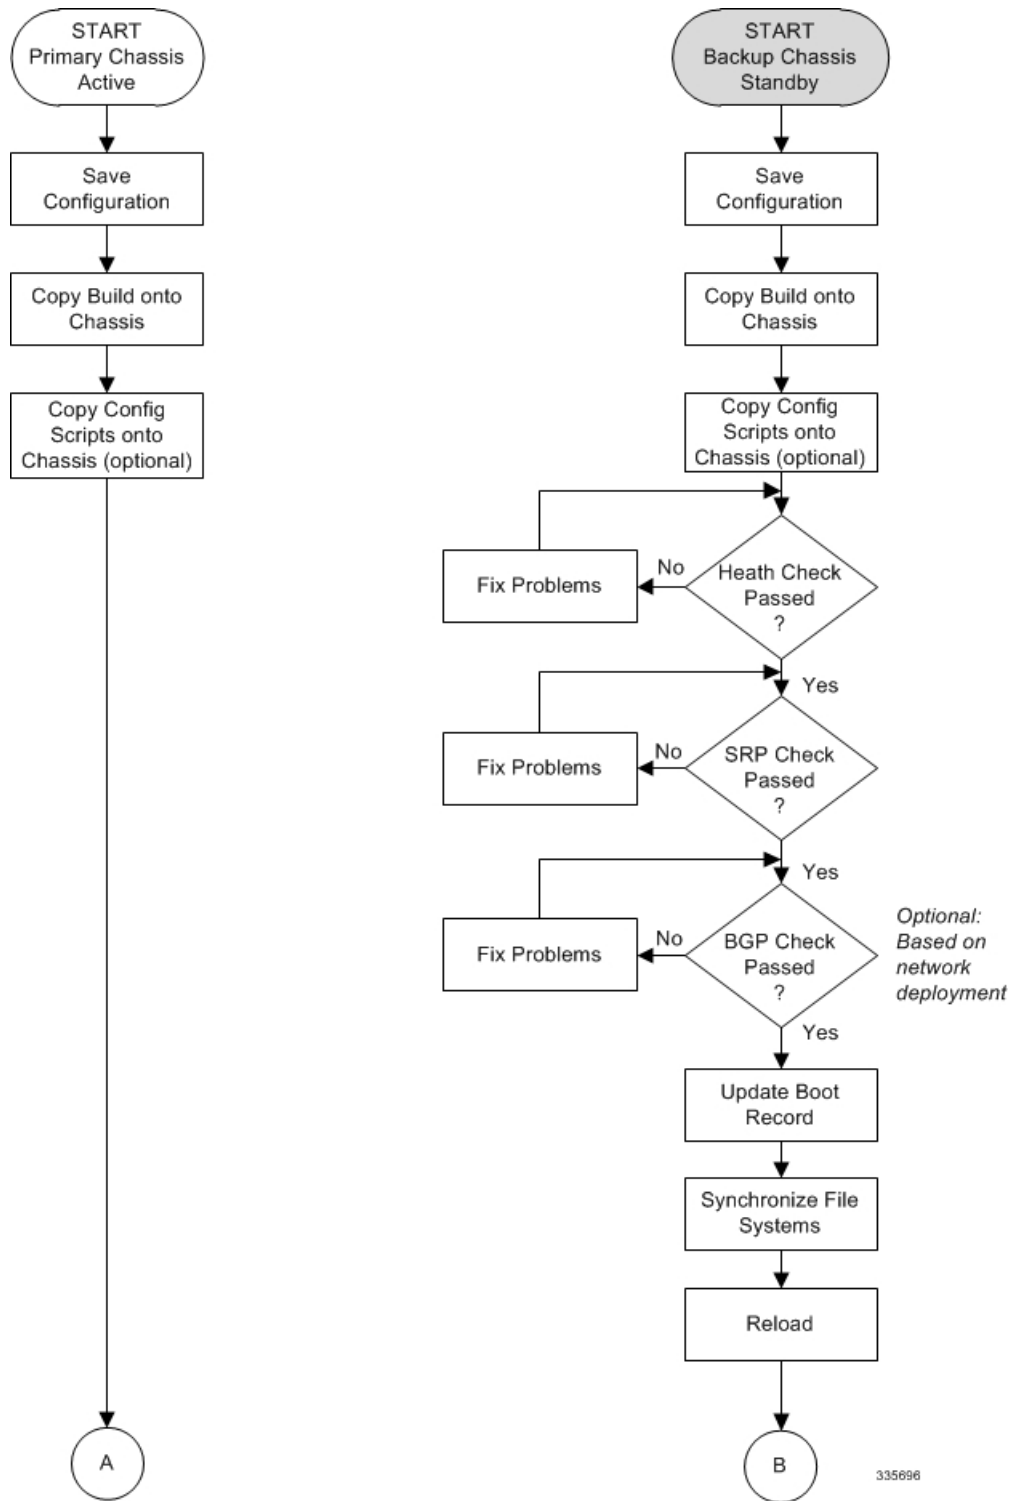 START
Primary Chassis
Active
Save
Configuration
Copy Build onto
Chassis
Copy Config
Scripts onto
Chassis (optional)
A
START
Backup Chassis
Standby
Save
Configuration
Copy Build onto
Chassis
Copy Config
Scripts onto
Chassis (optional)
Heath Check
Passed
?
No
Fix Problems
Yes
SRP Check
Passed
?
No
Fix Problems
Yes
BGP Check
Passed
?
No
Fix Problems
Optional:
Based on
network
deployment
Yes
Update Boot
Record
Synchronize File
Systems
Reload
B
335696